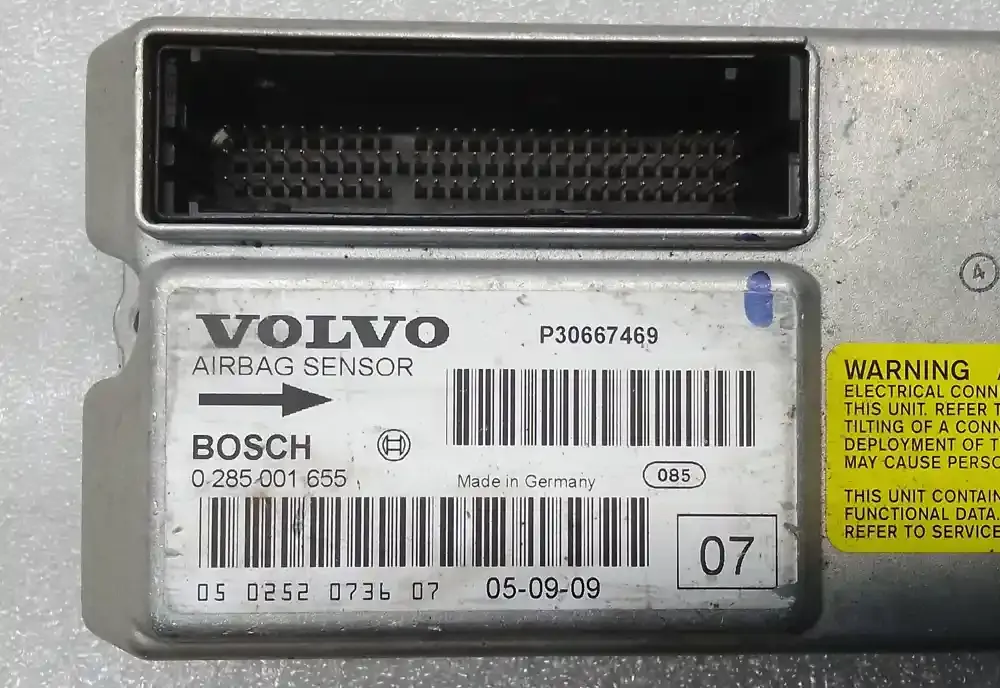 VOLVO
P30667469
AIRBAG SENSOR
BOSCH
0 285 001 655
Made in Germany
085
05 0252 0736 07
05-09-09
07
4
WARNING
ELECTRICAL CONN
THIS UNIT. REFER T
TILTING OF A CONN
DEPLOYMENT OF T
MAY CAUSE PERSO
THIS UNIT CONTAIN
FUNCTIONAL DATA.
REFER TO SERVICE